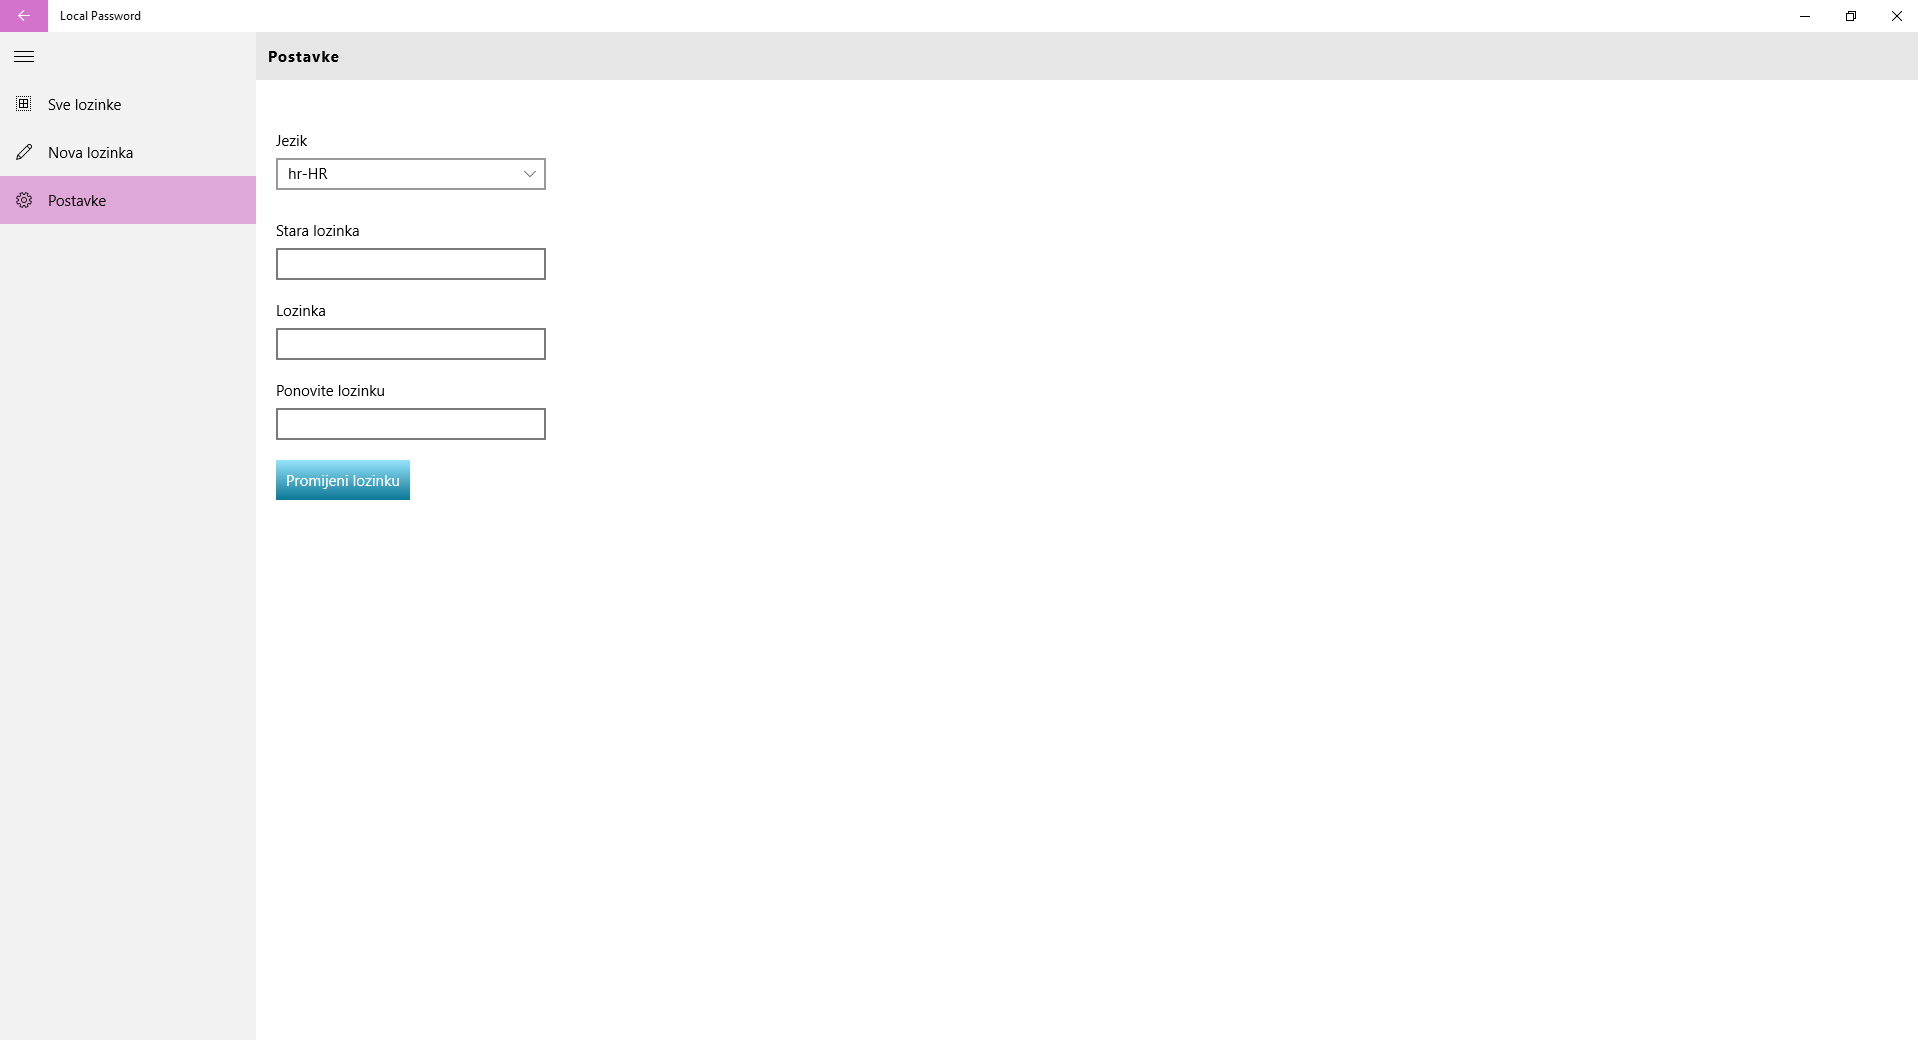 Local Password
Postavke
Sve lozinke
Nova lozinka
Postavke
Jezik
hr-HR
Stara lozinka
Lozinka
Ponovite lozinku
Promijeni lozinku